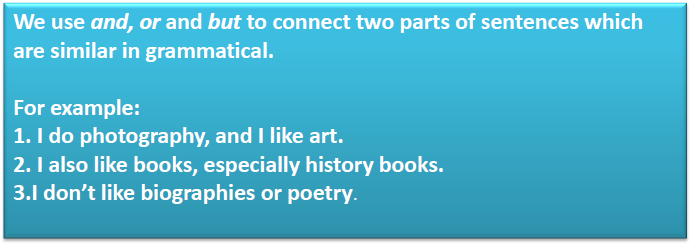 We use and, or and but to connect two parts of sentences which
are similar in grammatical.
For example:
1. I do photography, and I like art.
2. I also like books, especially history books.
3.I don’t like biographies or poetry.